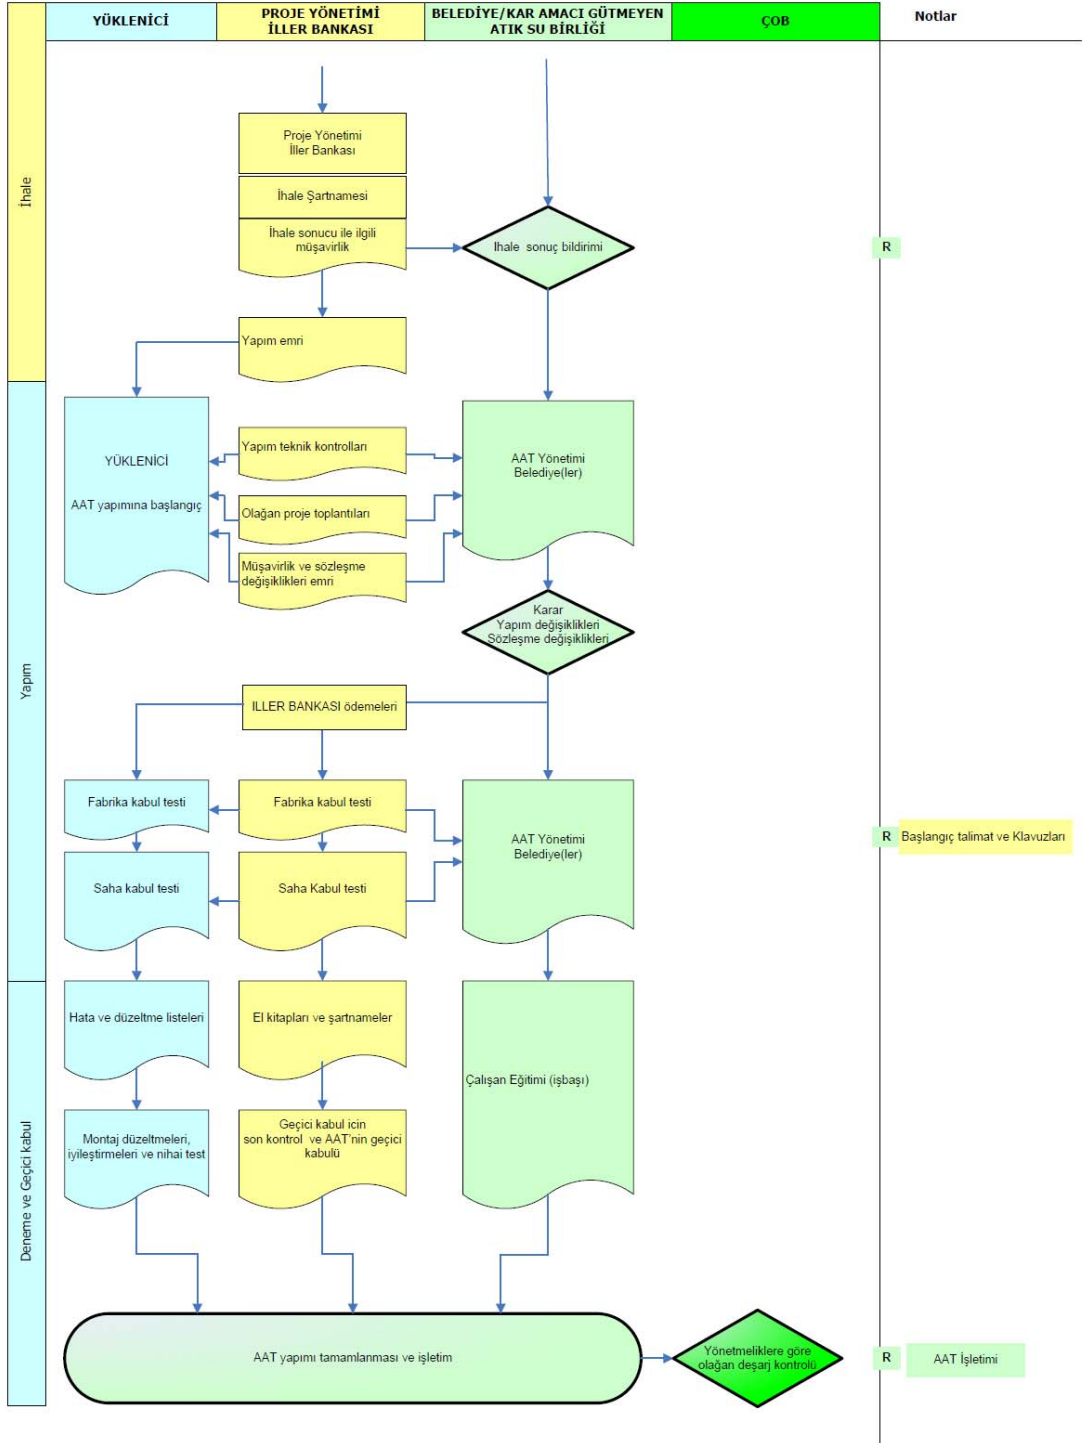 YÜKLENİCİ
PROJE YÖNETİMİ
İLLER BANKASI
BELEDİYE/KAR AMACI GÜTMEYEN
ATIK SU BİRLİĞİ
ÇOB
Notlar
İhale
Proje Yönetimi
İller Bankası
İhale Şartnamesi
İhale sonucu ile ilgili
müşavirlik
Ihale sonuç bildirimi
R
Yapım emri
Yapım
YÜKLENİCİ
AAT yapımına başlangıç
Yapım teknik kontrolları
Olağan proje toplantıları
Müşavirlik ve sözleşme
değişiklikleri emri
AAT Yönetimi
Belediye(ler)
Karar
Yapım değişiklikleri
Sözleşme değişiklikleri
ILLER BANKASI ödemeleri
Fabrika kabul testi
Fabrika kabul testi
AAT Yönetimi
Belediye(ler)
R
Başlangıç talimat ve Klavuzları
Saha kabul testi
Saha Kabul testi
Deneme ve Geçici kabul
Hata ve düzeltme listeleri
El kitapları ve şartnameler
Çalışan Eğitimi (işbaşı)
Montaj düzeltmeleri,
iyileştirmeleri ve nihai test
Geçici kabul icin
son kontrol ve AAT'nin geçici
kabulü
AAT yapımı tamamlanması ve işletim
Yönetmeliklere göre
olağan deşarj kontrolü
R
AAT İşletimi